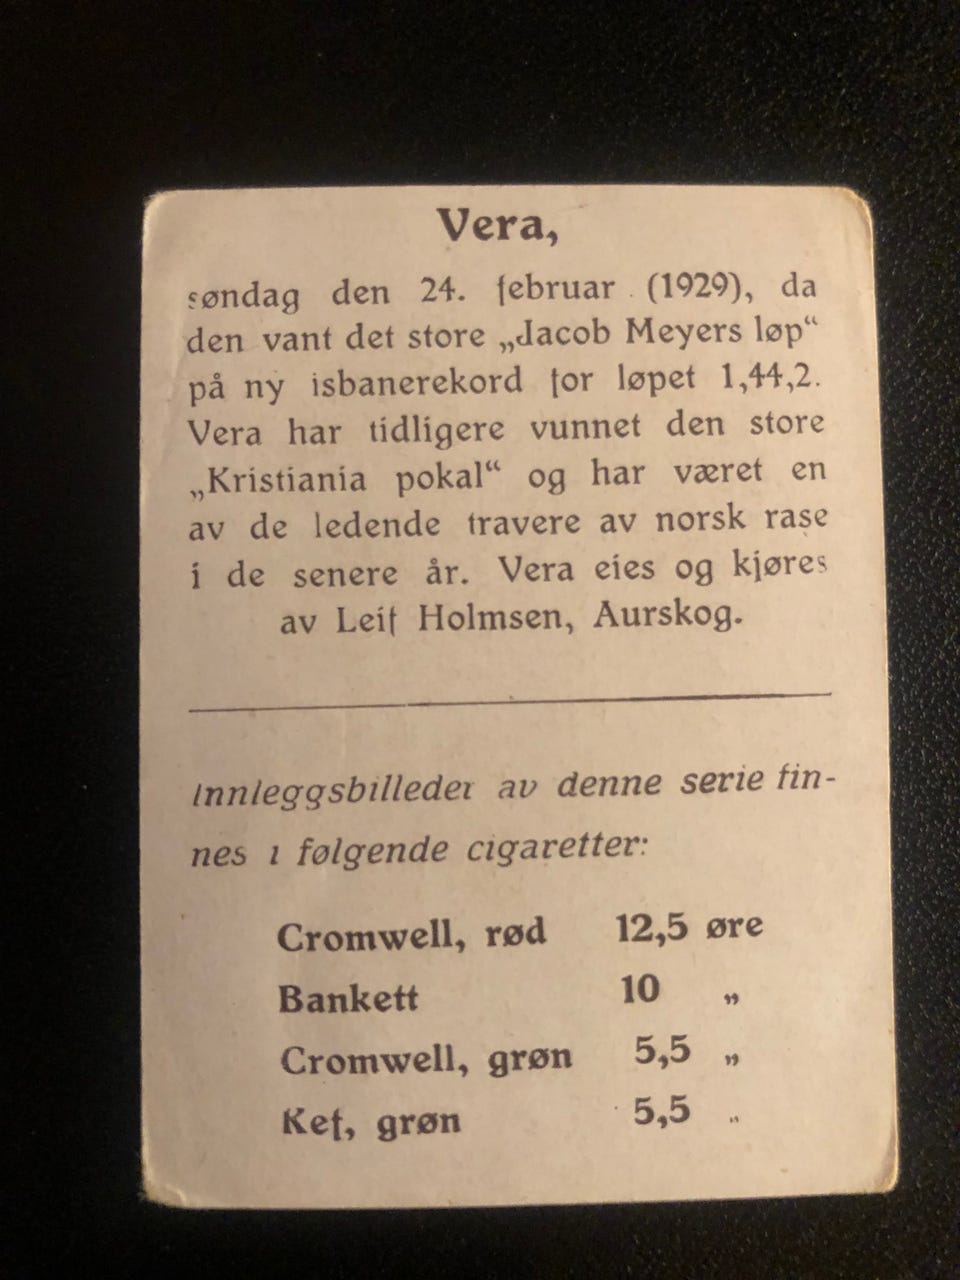 Vera,
søndag den 24. februar (1929), da
den vant det store „Jacob Meyers løp“
på ny isbanerekord for løpet 1,44,2.
Vera har tidligere vunnet den store
„Kristiania pokal“ og har været en
av de ledende travere av norsk rase
i de senere år. Vera eies og kjøres
av Leif Holmsen, Aurskog.
Innleggsbilleder av denne serie fin-
nes i følgende cigaretter:
Cromwell, rød 12,5 øre
Bankett 10 „
Cromwell, grøn 5,5 „
Kef, grøn 5,5 „